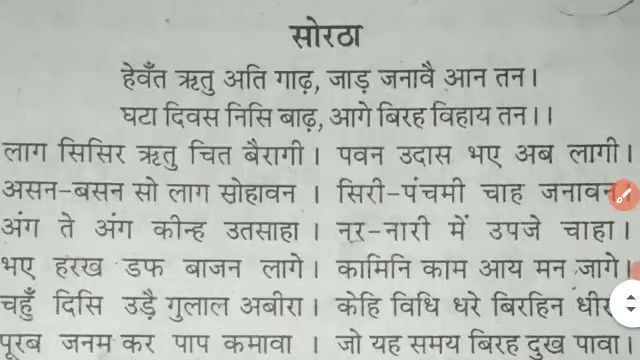 सोरठा
हेवँत ऋतु अति गाढ़, जाड़ जनावै आन तन।
घटा दिवस निसि बाढ़, आगे बिरह विहाय तन।।
लाग सिसिर ऋतु चित बैरागी। पवन उदास भए अब लागी।
असन-बसन सो लाग सोहावन । सिरी-पंचमी चाह जनावन
अंग ते अंग कीन्ह उतसाहा । नर-नारी में उपजे चाहा।
भए हरख डफ बाजन लागे। कामिनि काम आय मन जागे।
चहुँ दिसि उड़ै गुलाल अबीरा। केहि विधि धरे बिरहिन
पूरब जनम कर पाप कमावा । जो यह समय बिरह दुख पावा।